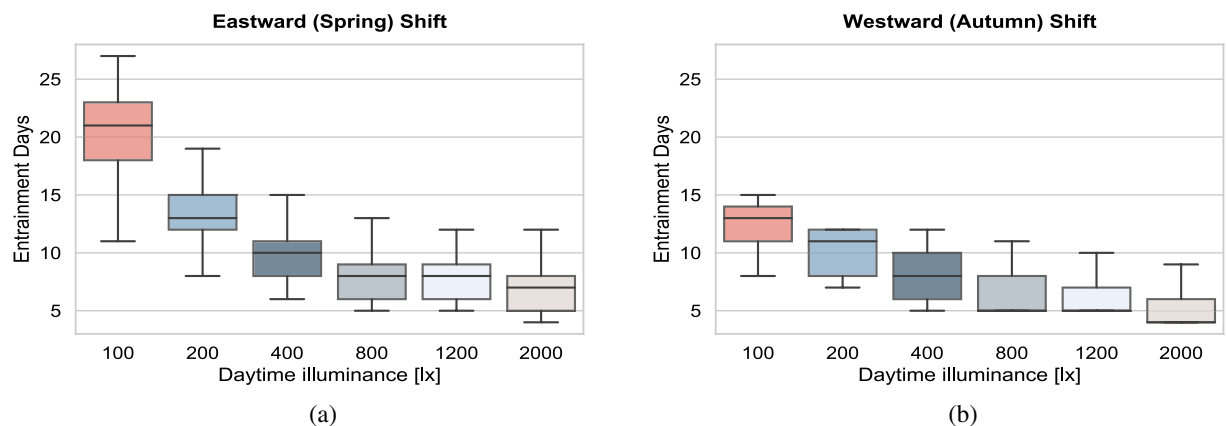 Eastward (Spring) Shift
Entrainment Days
25
20
15
10
5
100 200 400 800 1200 2000
Daytime illuminance [lx]
(a)
Westward (Autumn) Shift
Entrainment Days
25
20
15
10
5
100 200 400 800 1200 2000
Daytime illuminance [lx]
(b)